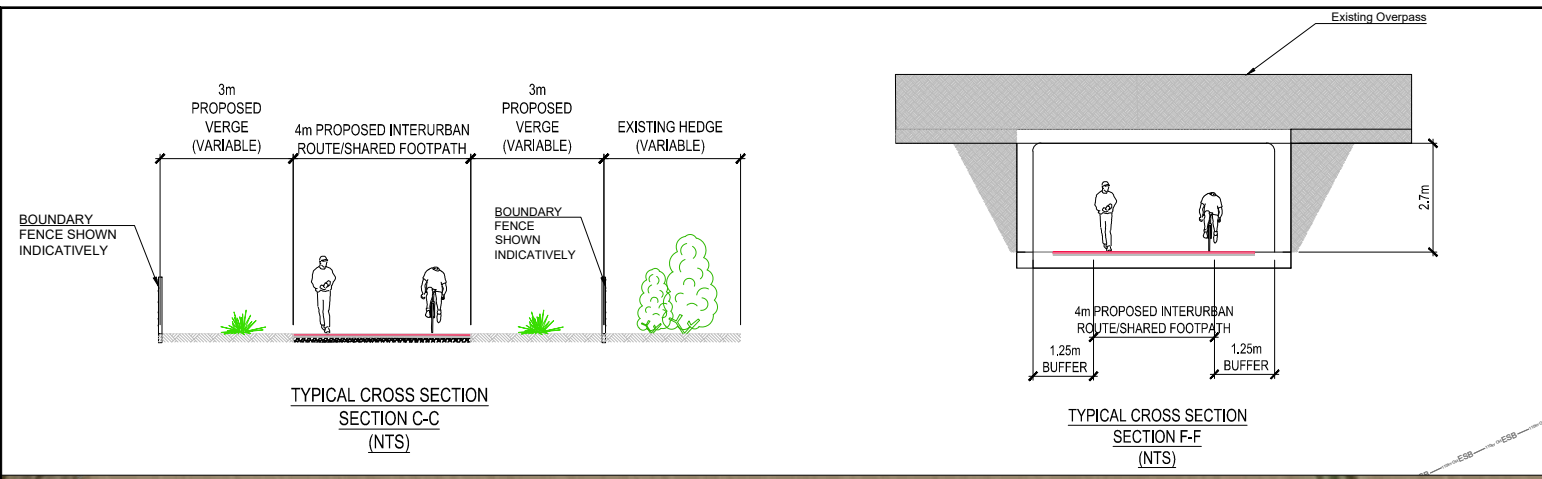 3m
PROPOSED
VERGE
(VARIABLE)
4m PROPOSED INTERURBAN
ROUTE/SHARED FOOTPATH
3m
PROPOSED
VERGE
(VARIABLE)
EXISTING HEDGE
(VARIABLE)
BOUNDARY
FENCE SHOWN
INDICATIVELY
BOUNDARY
FENCE
SHOWN
INDICATIVELY
TYPICAL CROSS SECTION
SECTION C-C
(NTS)
Existing Overpass
2.7m
4m PROPOSED INTERURBAN
ROUTE/SHARED FOOTPATH
1.25m
BUFFER
1.25m
BUFFER
TYPICAL CROSS SECTION
SECTION F-F
(NTS)
ESB
ESB